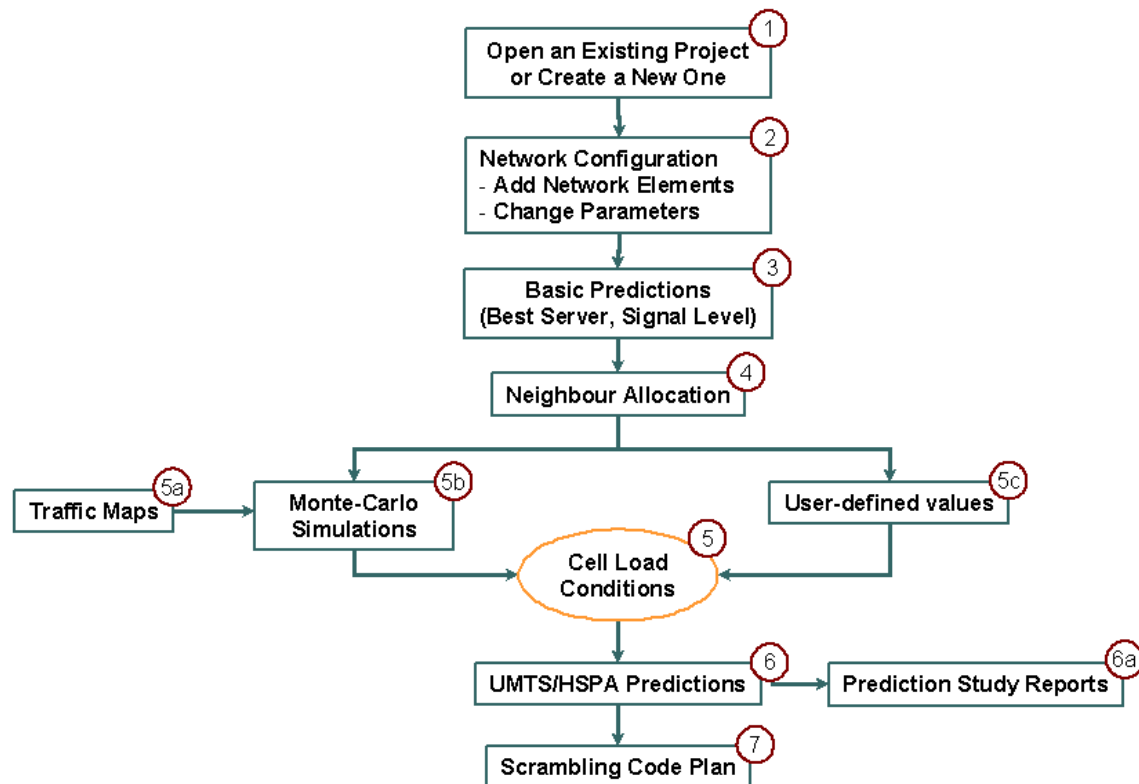 1
Open an Existing Project
or Create a New One
2
Network Configuration
- Add Network Elements
- Change Parameters
3
Basic Predictions
(Best Server, Signal Level)
4
Neighbour Allocation
5a
Traffic Maps
5b
Monte-Carlo
Simulations
5c
User-defined values
5
Cell Load
Conditions
6
UMTS/HSPA Predictions
6a
Prediction Study Reports
7
Scrambling Code Plan